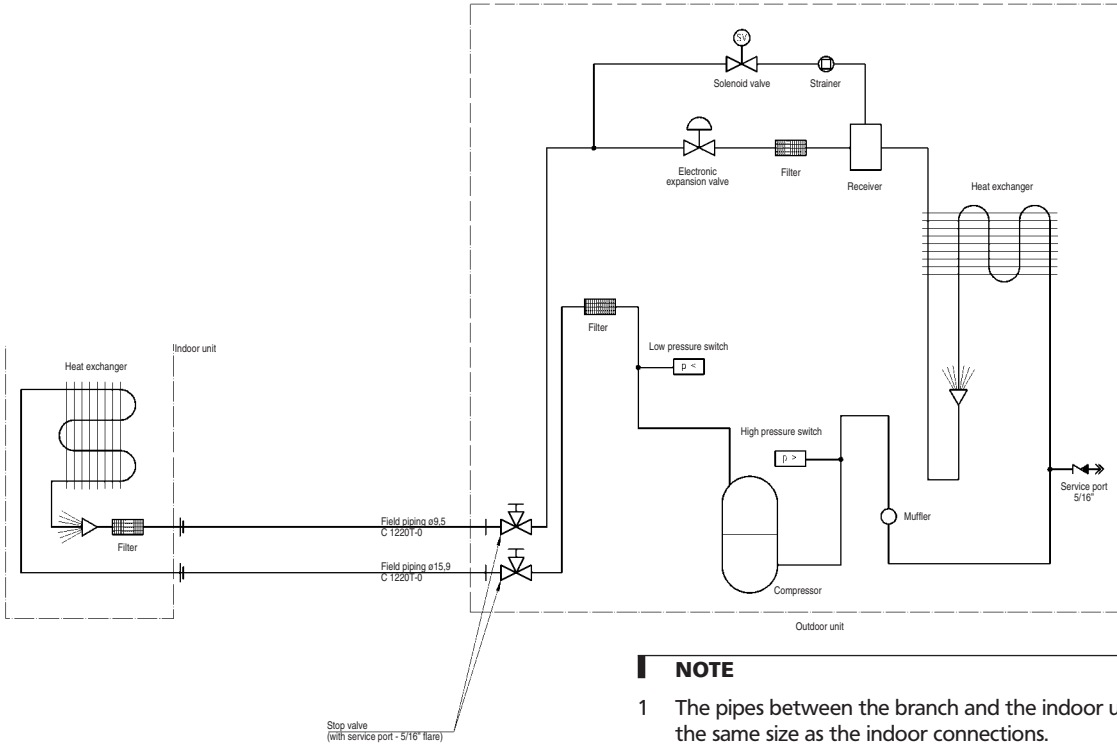 SV
Solenoid valve
Strainer
Electronic
expansion valve
Filter
Receiver
Heat exchanger
Filter
Low pressure switch
p <
Indoor unit
Heat exchanger
High pressure switch
p >
Service port
5/16"
Muffler
Field piping ø9,5
C 1220T-0
Filter
Field piping ø15,9
C 1220T-0
Compressor
Outdoor unit
NOTE
1 The pipes between the branch and the indoor u
the same size as the indoor connections.
Stop valve
(with service port - 5/16" flare)